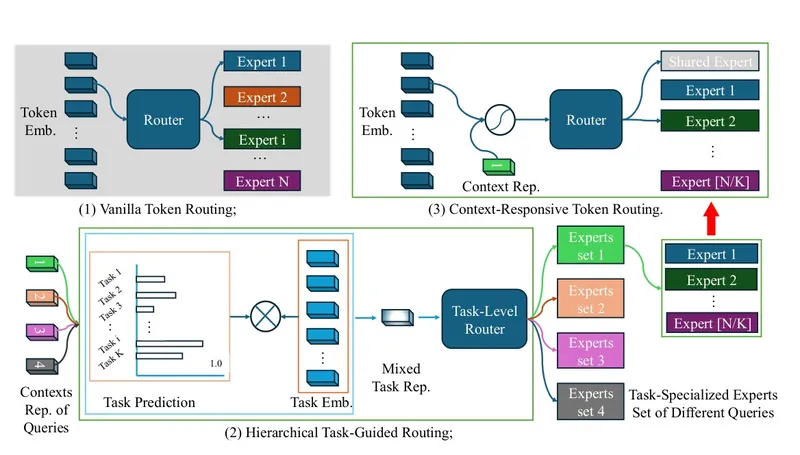 Token
Emb.
Router
Expert 1
Expert 2
...
Expert i
...
Expert N
(1) Vanilla Token Routing;
Token
Emb.
1
Context Rep.
Router
Shared Expert
Expert 1
Expert 2
...
Expert [N/K]
(3) Context-Responsive Token Routing.
1
2
3
4
Contexts
Rep. of
Queries
Task 1
Task 2
Task 3
...
Task i
Task K
1.0
Task Prediction
Task Emb.
Mixed
Task Rep.
Task-Level
Router
Experts
set 1
Experts
set 2
Experts
set 3
Experts
set 4
Expert 1
Expert 2
...
Expert [N/K]
Task-Specialized Experts
Set of Different Queries
(2) Hierarchical Task-Guided Routing;